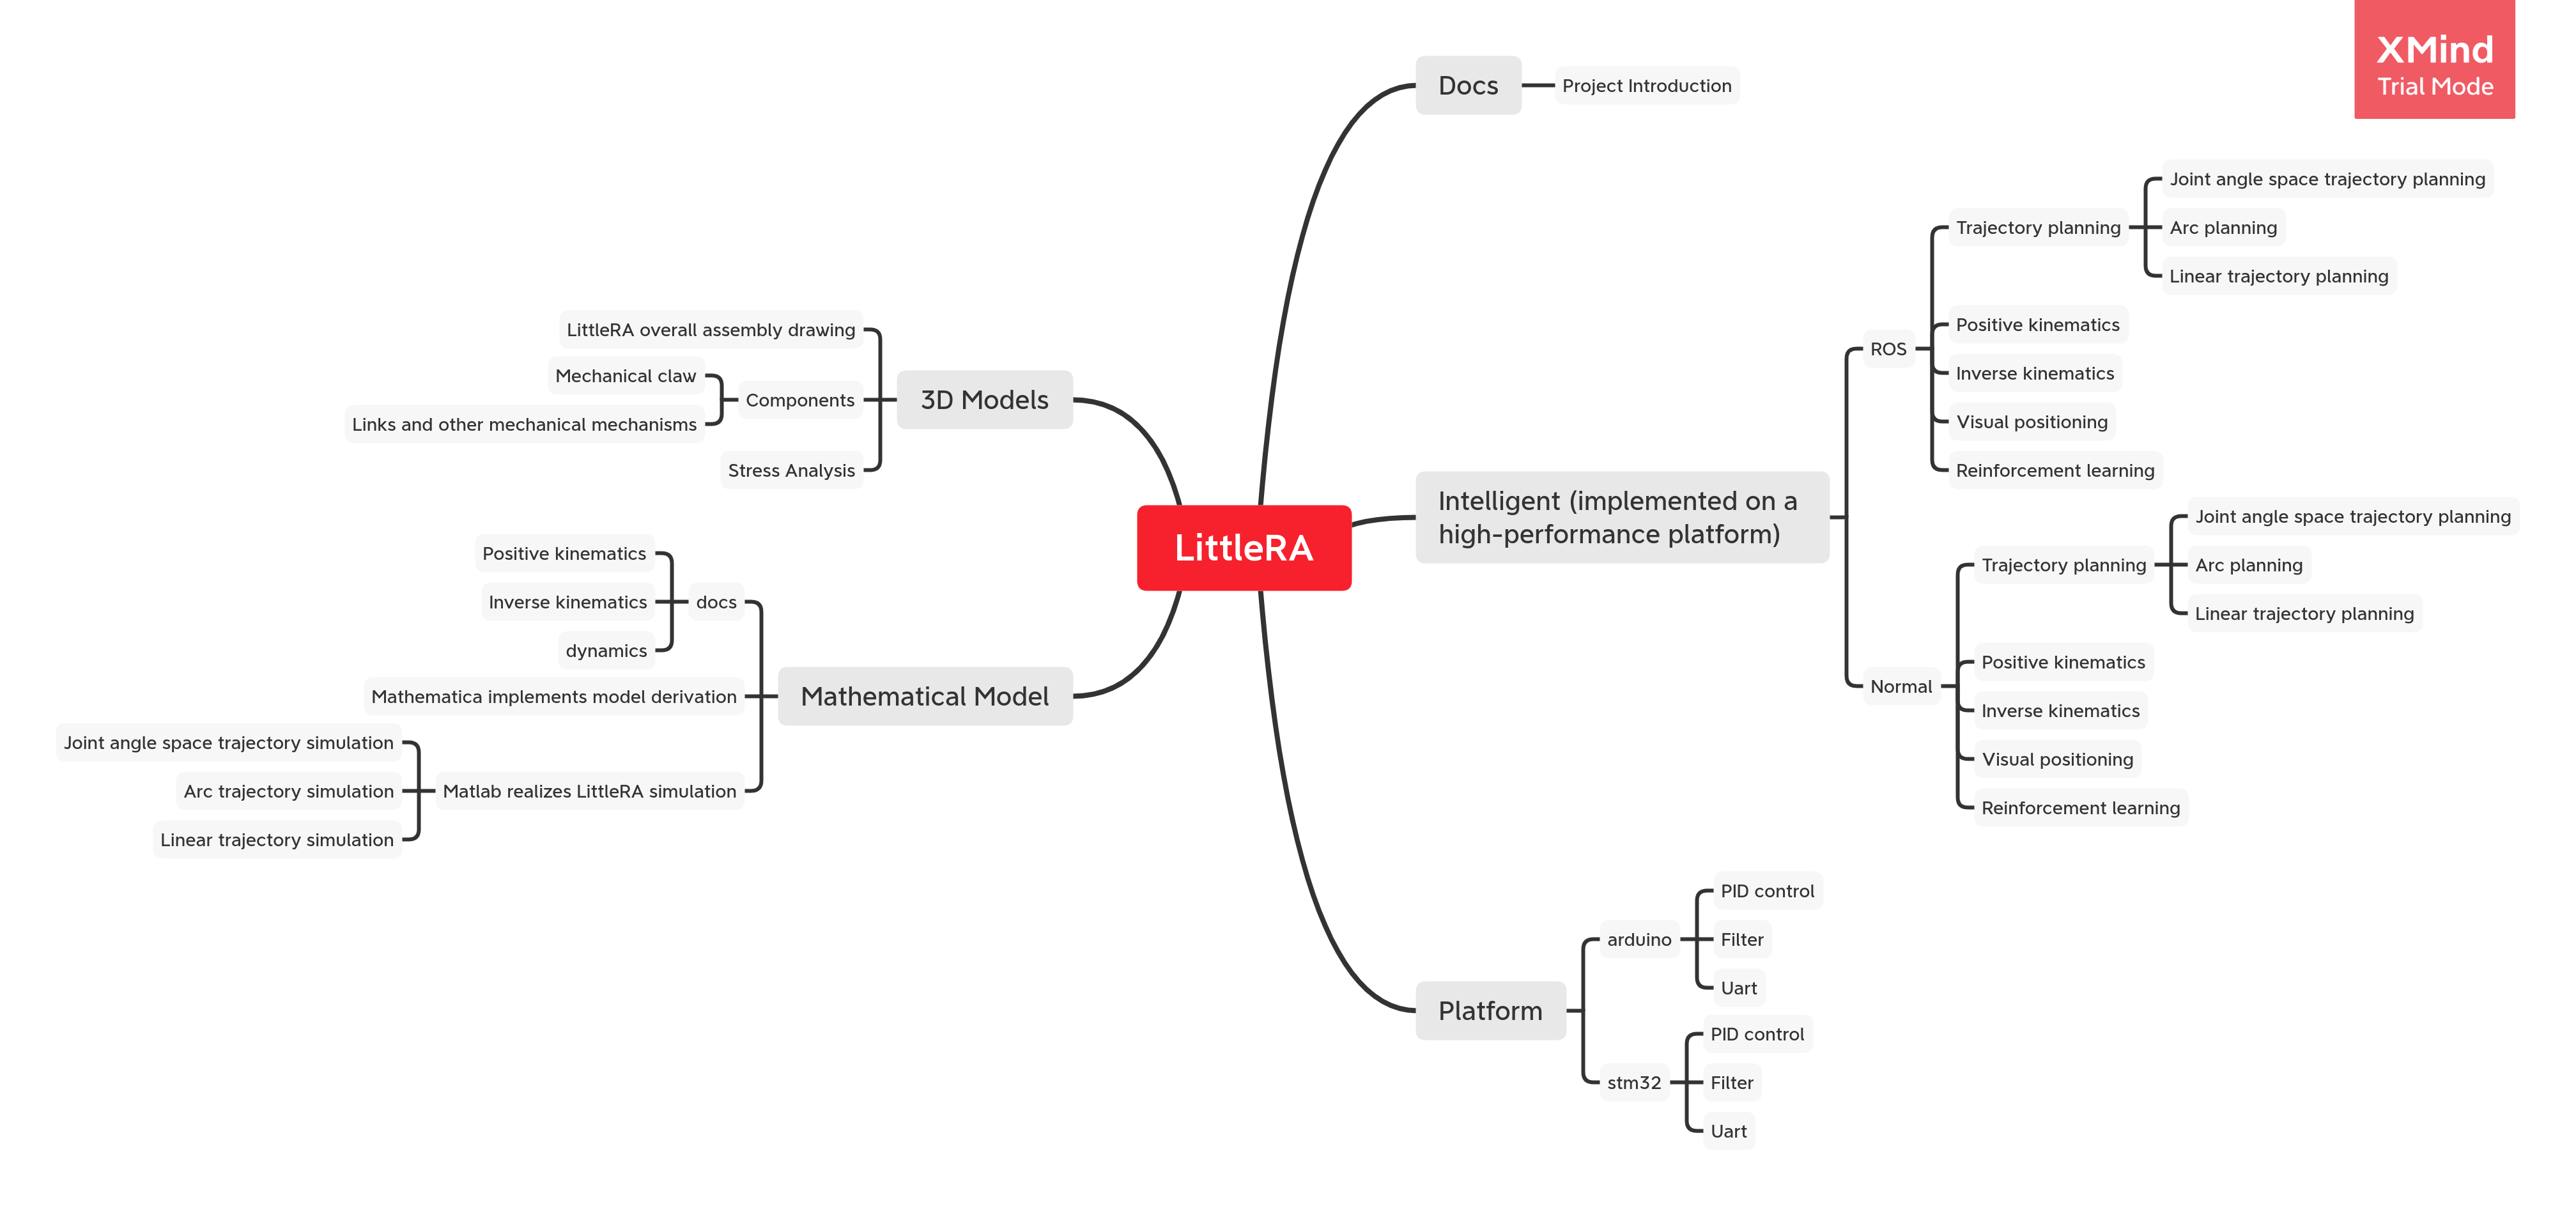 XMind
Trial Mode
Docs
Project Introduction
Joint angle space trajectory planning
Trajectory planning
Arc planning
Linear trajectory planning
Positive kinematics
ROS
Inverse kinematics
Visual positioning
Reinforcement learning
Intelligent (implemented on a
high-performance platform)
Joint angle space trajectory planning
Trajectory planning
Arc planning
Linear trajectory planning
Positive kinematics
Normal
Inverse kinematics
Visual positioning
Reinforcement learning
PID control
arduino
Filter
Uart
Platform
PID control
stm32
Filter
Uart
LittleRA
LittleRA overall assembly drawing
Mechanical claw
Components
3D Models
Links and other mechanical mechanisms
Stress Analysis
Positive kinematics
Inverse kinematics
docs
dynamics
Mathematica implements model derivation
Mathematical Model
Joint angle space trajectory simulation
Arc trajectory simulation
Matlab realizes LittleRA simulation
Linear trajectory simulation